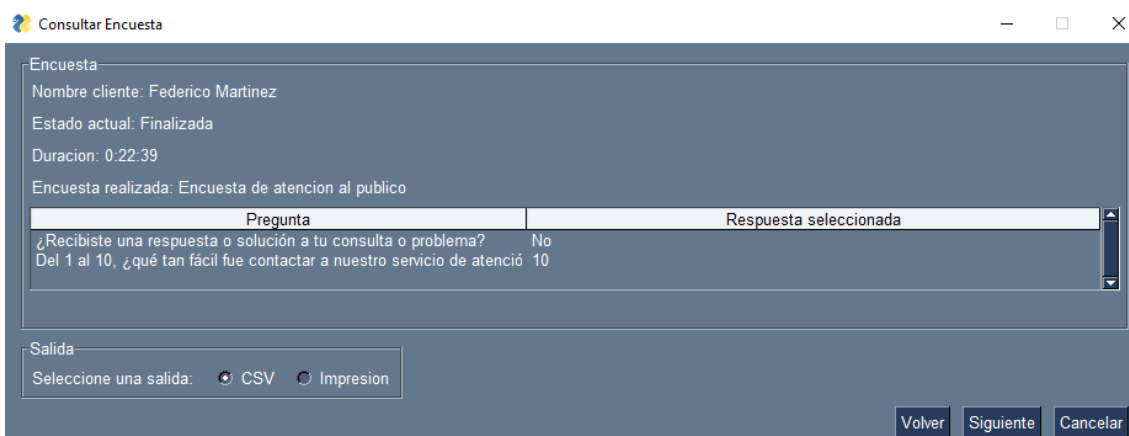 Consultar Encuesta
Encuesta
Nombre cliente: Federico Martinez
Estado actual: Finalizada
Duracion: 0:22:39
Encuesta realizada: Encuesta de atencion al publico
Pregunta Respuesta seleccionada
¿Recibiste una respuesta o solución a tu consulta o problema? No
Del 1 al 10, ¿qué tan fácil fue contactar a nuestro servicio de atenció 10
Salida
Seleccione una salida: CSV Impresion
Volver Siguiente Cancelar